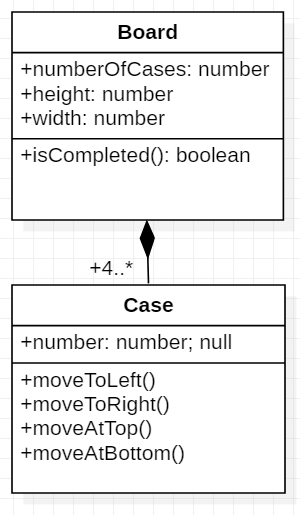 Board
+numberOfCases: number
+height: number
+width: number
+isCompleted(): boolean
+4..*
Case
+number: number; null
+moveToLeft()
+moveToRight()
+moveAtTop()
+moveAtBottom()